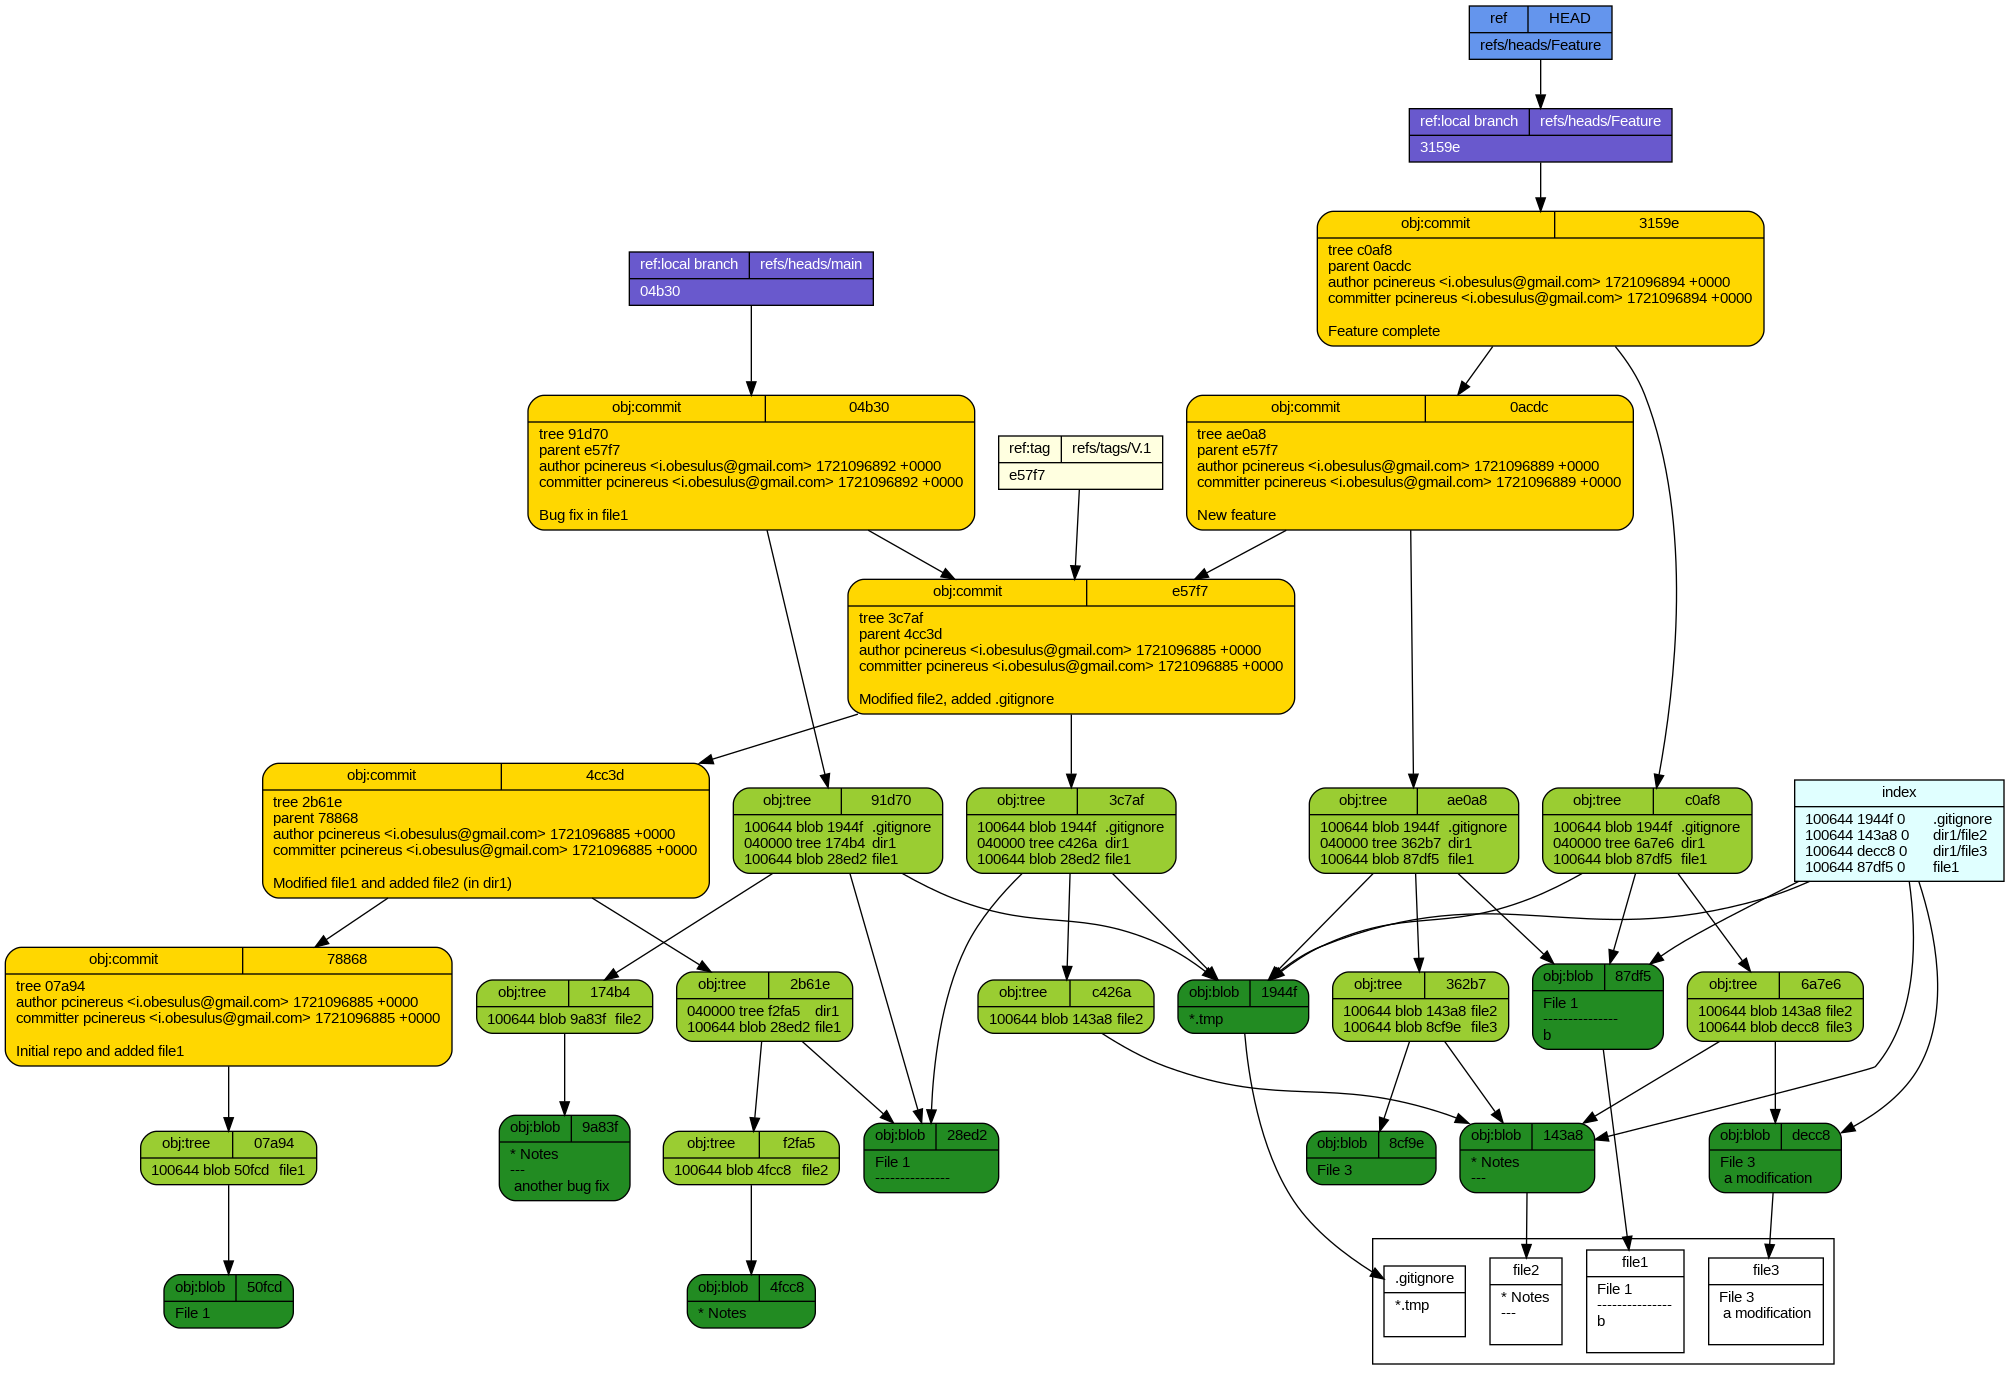 ref HEAD
refs/heads/Feature
ref:local branch refs/heads/Feature
3159e
obj:commit 3159e
tree c0af8
parent 0acdc
author pcinereus <i.obesulus@gmail.com> 1721096894 +0000
committer pcinereus <i.obesulus@gmail.com> 1721096894 +0000
Feature complete
ref:local branch refs/heads/main
04b30
obj:commit 04b30
tree 91d70
parent e57f7
author pcinereus <i.obesulus@gmail.com> 1721096892 +0000
committer pcinereus <i.obesulus@gmail.com> 1721096892 +0000
Bug fix in file1
ref:tag refs/tags/V.1
e57f7
obj:commit 0acdc
tree ae0a8
parent e57f7
author pcinereus <i.obesulus@gmail.com> 1721096889 +0000
committer pcinereus <i.obesulus@gmail.com> 1721096889 +0000
New feature
obj:commit e57f7
tree 3c7af
parent 4cc3d
author pcinereus <i.obesulus@gmail.com> 1721096885 +0000
committer pcinereus <i.obesulus@gmail.com> 1721096885 +0000
Modified file2, added .gitignore
obj:commit 4cc3d
tree 2b61e
parent 78868
author pcinereus <i.obesulus@gmail.com> 1721096885 +0000
committer pcinereus <i.obesulus@gmail.com> 1721096885 +0000
Modified file1 and added file2 (in dir1)
obj:tree 91d70
100644 blob 1944f .gitignore
040000 tree 174b4 dir1
100644 blob 28ed2 file1
obj:tree 3c7af
100644 blob 1944f .gitignore
040000 tree c426a dir1
100644 blob 28ed2 file1
obj:tree ae0a8
100644 blob 1944f .gitignore
040000 tree 362b7 dir1
100644 blob 87df5 file1
obj:tree c0af8
100644 blob 1944f .gitignore
040000 tree 6a7e6 dir1
100644 blob 87df5 file1
index
100644 1944f 0 .gitignore
100644 143a8 0 dir1/file2
100644 decc8 0 dir1/file3
100644 87df5 0 file1
obj:commit 78868
tree 07a94
author pcinereus <i.obesulus@gmail.com> 1721096885 +0000
committer pcinereus <i.obesulus@gmail.com> 1721096885 +0000
Initial repo and added file1
obj:tree 174b4
100644 blob 9a83f file2
obj:tree 2b61e
040000 tree f2fa5 dir1
100644 blob 28ed2 file1
obj:tree c426a
100644 blob 143a8 file2
obj:blob 1944f
*.tmp
obj:tree 362b7
100644 blob 143a8 file2
100644 blob 8cf9e file3
obj:blob 87df5
File 1
---------------
b
obj:tree 6a7e6
100644 blob 143a8 file2
100644 blob decc8 file3
obj:tree 07a94
100644 blob 50fcd file1
obj:blob 9a83f
* Notes
---
another bug fix
obj:tree f2fa5
100644 blob 4fcc8 file2
obj:blob 28ed2
File 1
---------------
obj:blob 8cf9e
File 3
obj:blob 143a8
* Notes
---
obj:blob decc8
File 3
a modification
obj:blob 50fcd
File 1
obj:blob 4fcc8
* Notes
.gitignore
*.tmp
file2
* Notes
---
file1
File 1
---------------
b
file3
File 3
a modification